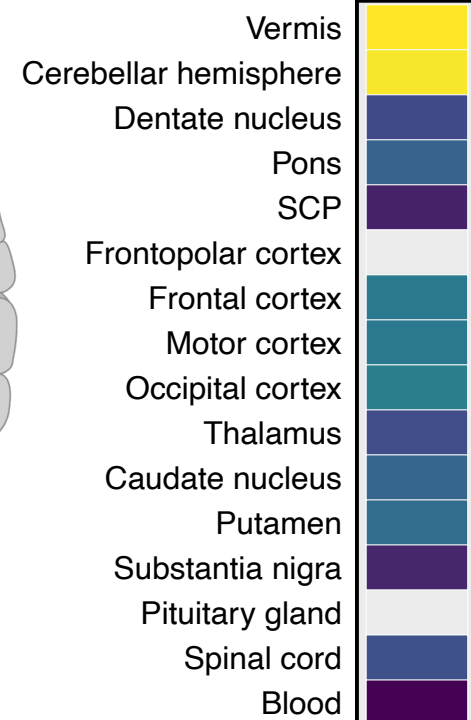 Vermis
Cerebellar hemisphere
Dentate nucleus
Pons
SCP
Frontopolar cortex
Frontal cortex
Motor cortex
Occipital cortex
Thalamus
Caudate nucleus
Putamen
Substantia nigra
Pituitary gland
Spinal cord
Blood